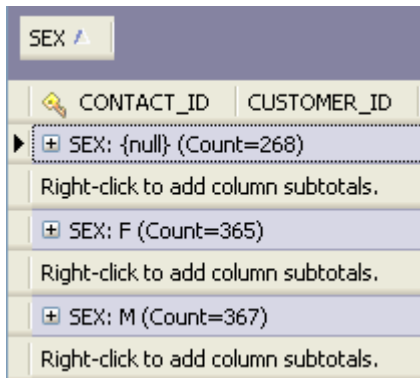 SEX
CONTACT_ID CUSTOMER_ID
SEX: {null} (Count=268)
Right-click to add column subtotals.
SEX: F (Count=365)
Right-click to add column subtotals.
SEX: M (Count=367)
Right-click to add column subtotals.